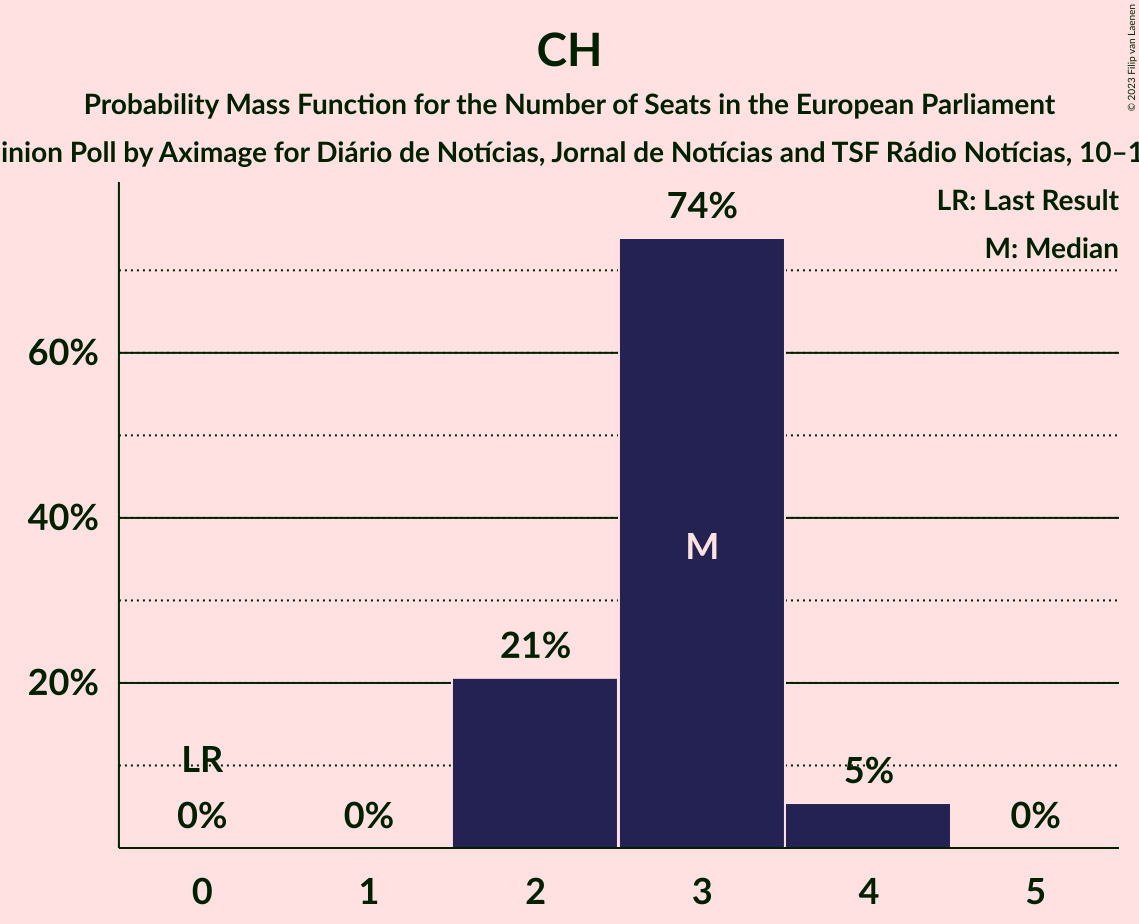 CH
Probability Mass Function for the Number of Seats in the European Parliament
inion Poll by Aximage for Diário de Notícias, Jornal de Notícias and TSF Rádio Notícias, 10–1
© 2023 Filip van Laenen
LR: Last Result
M: Median
74%
60%
40%
M
21%
20%
LR
5%
0%
0%
0%
0
1
2
3
4
5